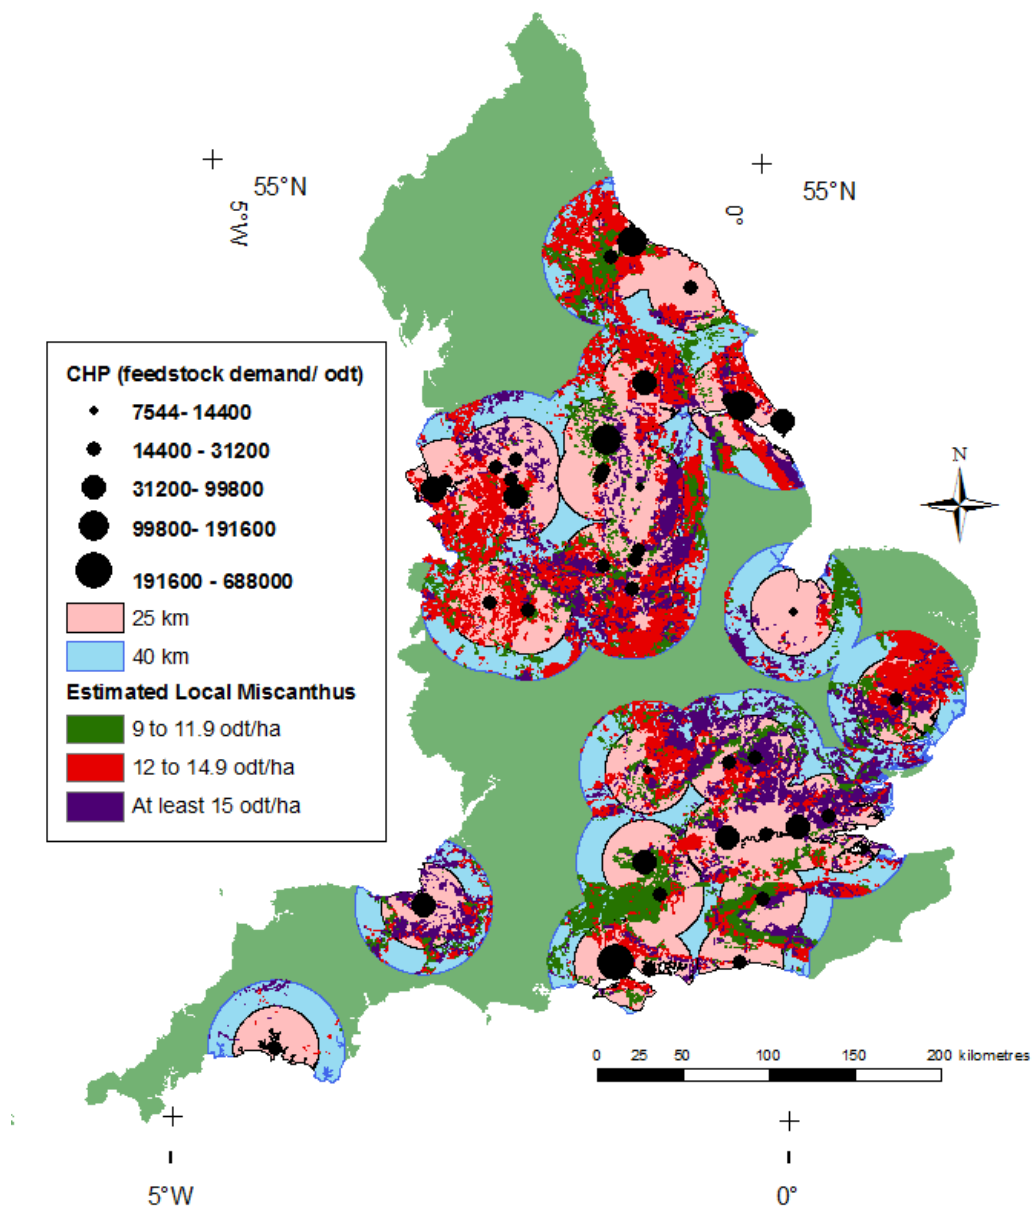 55°N
5°W
55°N
0°
CHP (feedstock demand/ odt)
7544- 14400
14400 - 31200
31200- 99800
99800- 191600
191600 - 688000
25 km
40 km
Estimated Local Miscanthus
9 to 11.9 odt/ha
12 to 14.9 odt/ha
At least 15 odt/ha
N
0 25 50 100 150 200 kilometres
5°W
0°